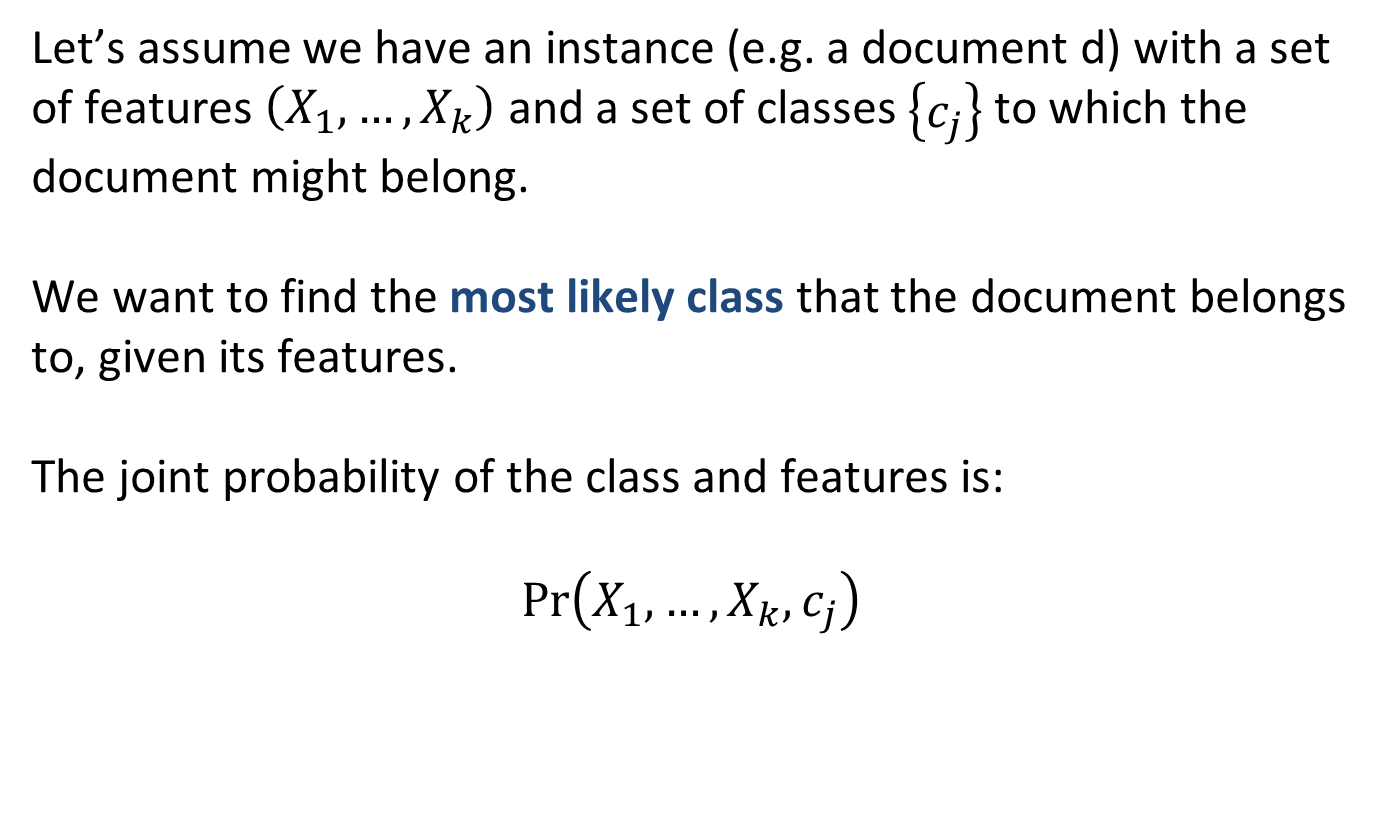 Let’s assume we have an instance (e.g. a document d) with a set
of features (X₁, … , Xₖ) and a set of classes {cⱼ} to which the
document might belong.
We want to find the most likely class that the document belongs
to, given its features.
The joint probability of the class and features is:
Pr(X₁, … , Xₖ, cⱼ)